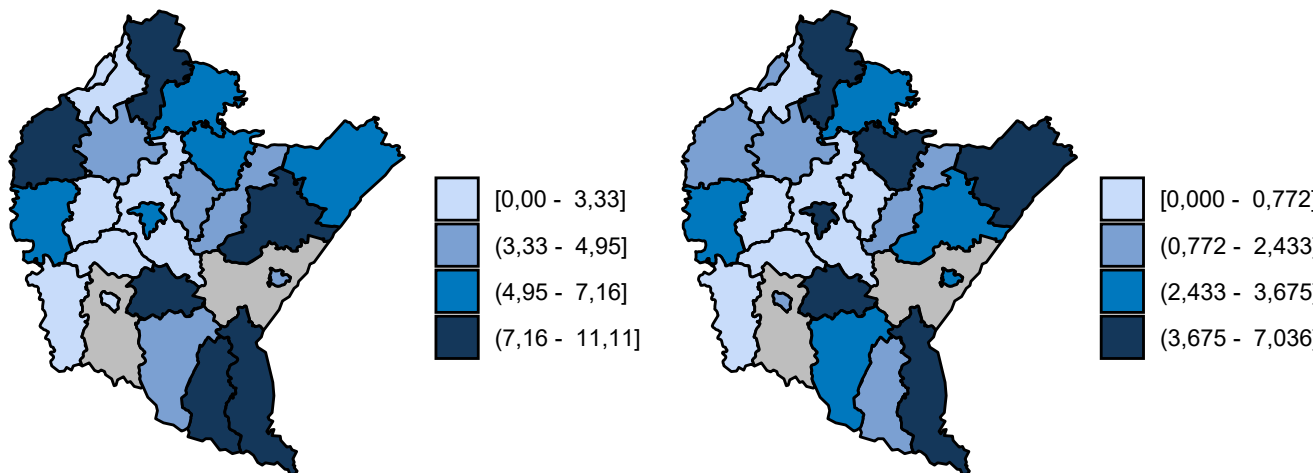 [0,00 - 3,33]
(3,33 - 4,95]
(4,95 - 7,16]
(7,16 - 11,11]
[0,000 - 0,772]
(0,772 - 2,433
(2,433 - 3,675]
(3,675 - 7,036